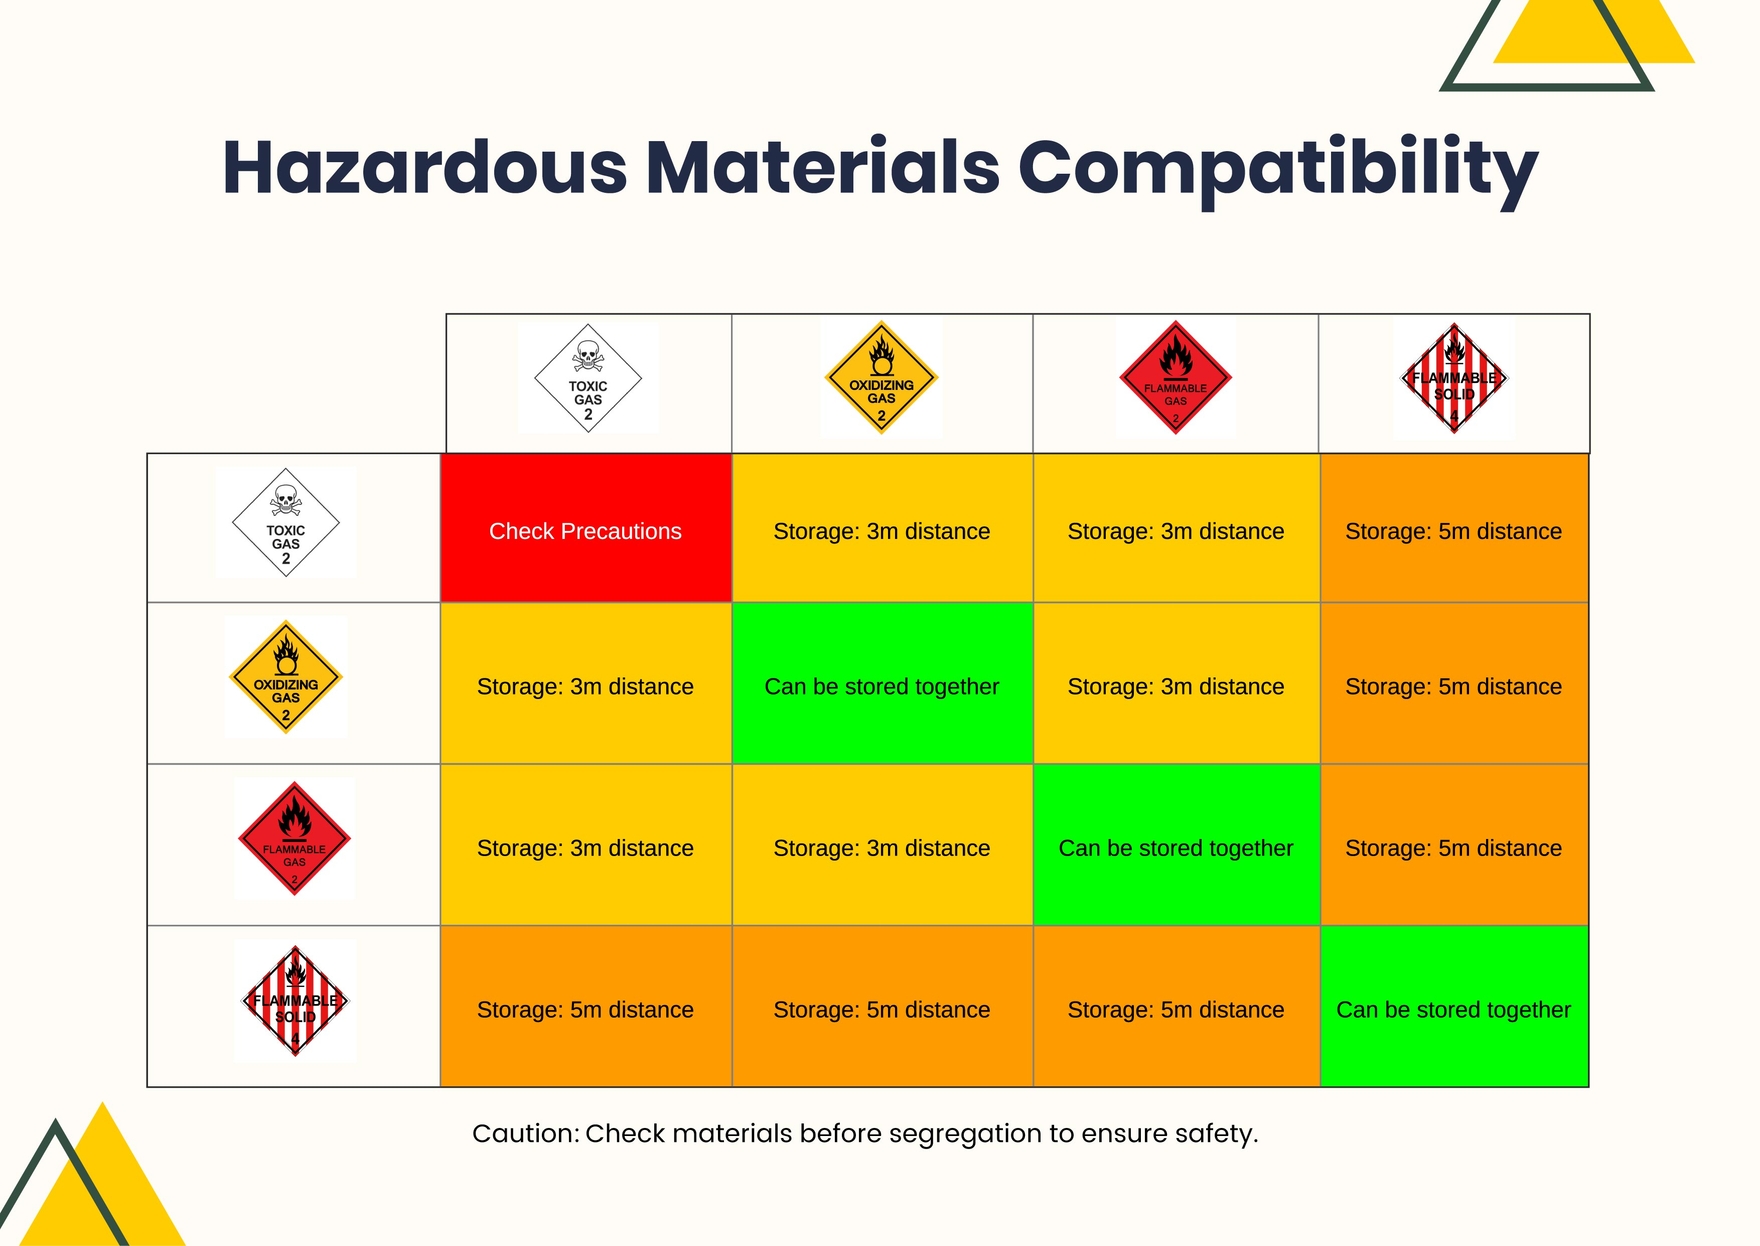 Hazardous Materials Compatibility
TOXIC
GAS
2
OXIDIZING
GAS
2
FLAMMABLE
GAS
2
FLAMMABLE
SOLID
4
TOXIC
GAS
2
Check Precautions
Storage: 3m distance
Storage: 3m distance
Storage: 5m distance
OXIDIZING
GAS
2
Storage: 3m distance
Can be stored together
Storage: 3m distance
Storage: 5m distance
FLAMMABLE
GAS
2
Storage: 3m distance
Storage: 3m distance
Can be stored together
Storage: 5m distance
FLAMMABLE
SOLID
4
Storage: 5m distance
Storage: 5m distance
Storage: 5m distance
Can be stored together
Caution: Check materials before segregation to ensure safety.